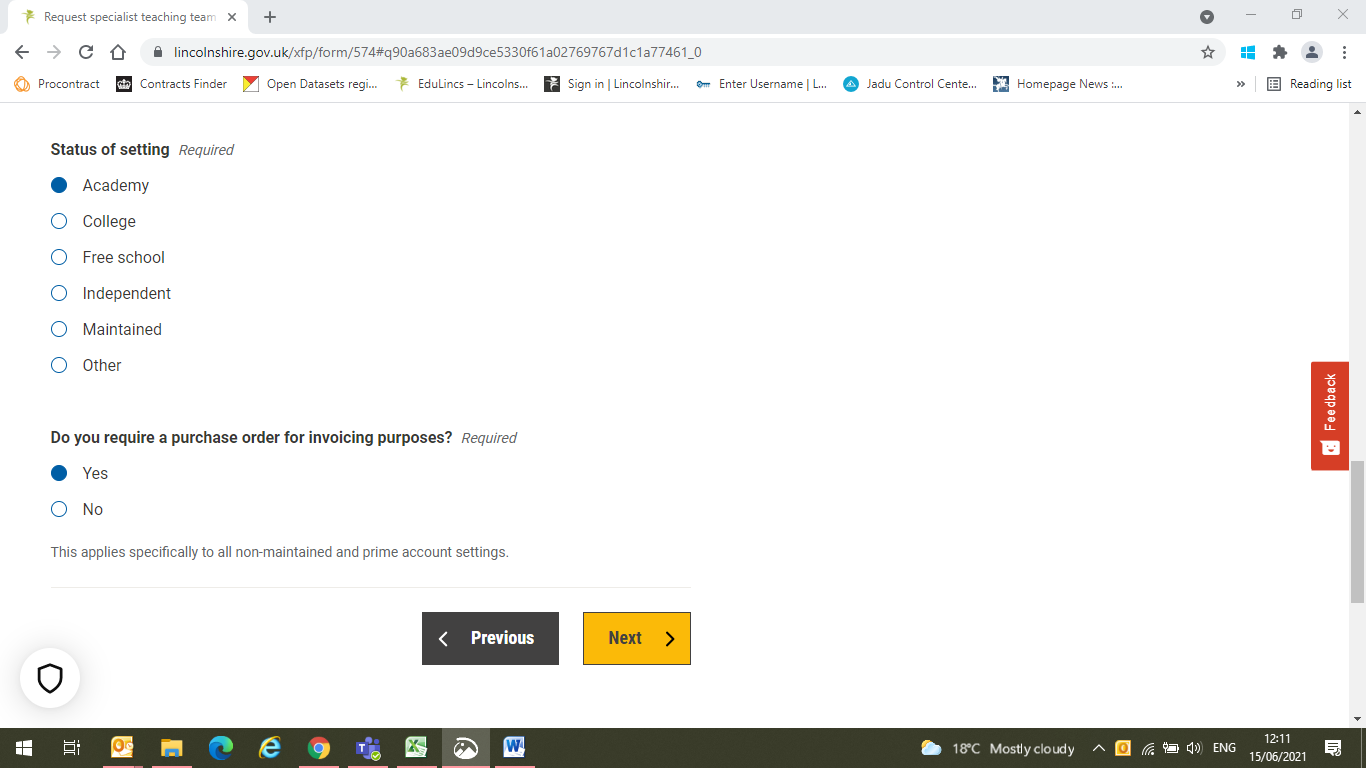 Request specialist teaching team
lincolnshire.gov.uk/xfp/form/574#q90a683ae09d9ce5330f61a02769767d1c1a77461_0
Procontract Contracts Finder Open Datasets regi... EduLincs – Lincolns... Sign in | Lincolnshir... Enter Username | L... Jadu Control Cente... Homepage News :... » Reading list
Status of setting Required
Academy
College
Free school
Independent
Maintained
Other
Feedback
Do you require a purchase order for invoicing purposes? Required
Yes
No
This applies specifically to all non-maintained and prime account settings.
Previous Next
18°C Mostly cloudy ENG 12:11
15/06/2021